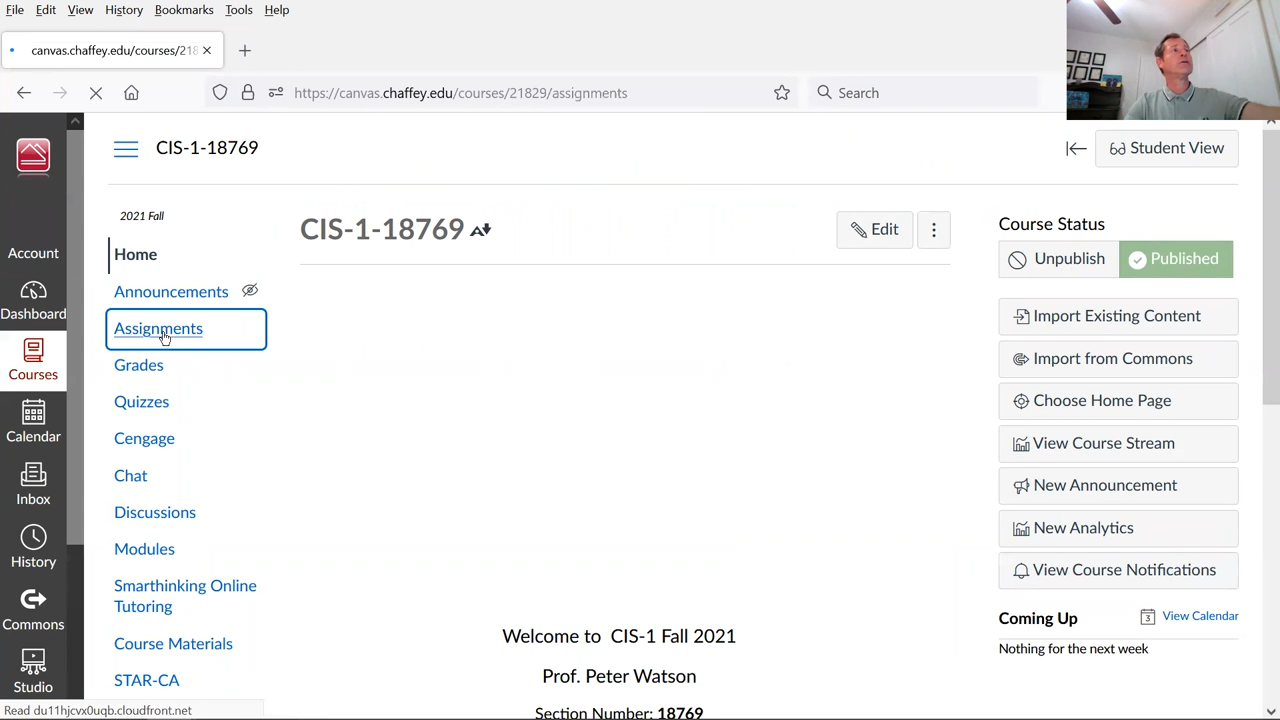 File Edit View History Bookmarks Tools Help
canvas.chaffey.edu/courses/218
https://canvas.chaffey.edu/courses/21829/assignments
Search
CIS-1-18769
Student View
2021 Fall
Home
Announcements
Assignments
Grades
Quizzes
Cengage
Chat
Discussions
Modules
Smarthinking Online
Tutoring
Course Materials
STAR-CA
Account
Dashboard
Courses
Calendar
Inbox
History
Commons
Studio
CIS-1-18769
Edit
Welcome to CIS-1 Fall 2021
Prof. Peter Watson
Section Number: 18769
Course Status
Unpublish
Published
Import Existing Content
Import from Commons
Choose Home Page
View Course Stream
New Announcement
New Analytics
View Course Notifications
Coming Up
3
View Calendar
Nothing for the next week
Read du11hjcvx0uqb.cloudfront.net